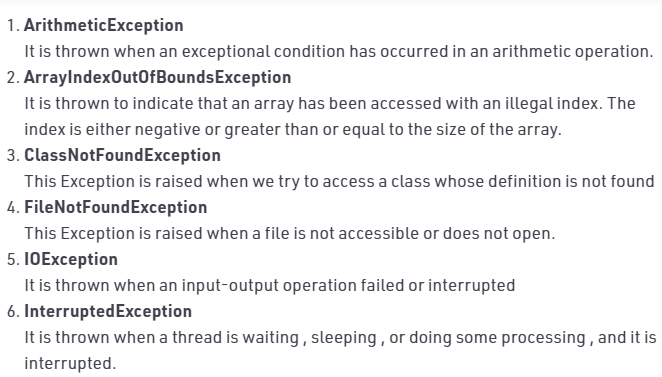 1. ArithmeticException
It is thrown when an exceptional condition has occurred in an arithmetic operation.
2. ArrayIndexOutOfBoundsException
It is thrown to indicate that an array has been accessed with an illegal index. The
index is either negative or greater than or equal to the size of the array.
3. ClassNotFoundException
This Exception is raised when we try to access a class whose definition is not found
4. FileNotFoundException
This Exception is raised when a file is not accessible or does not open.
5. IOException
It is thrown when an input-output operation failed or interrupted
6. InterruptedException
It is thrown when a thread is waiting , sleeping , or doing some processing , and it is
interrupted.